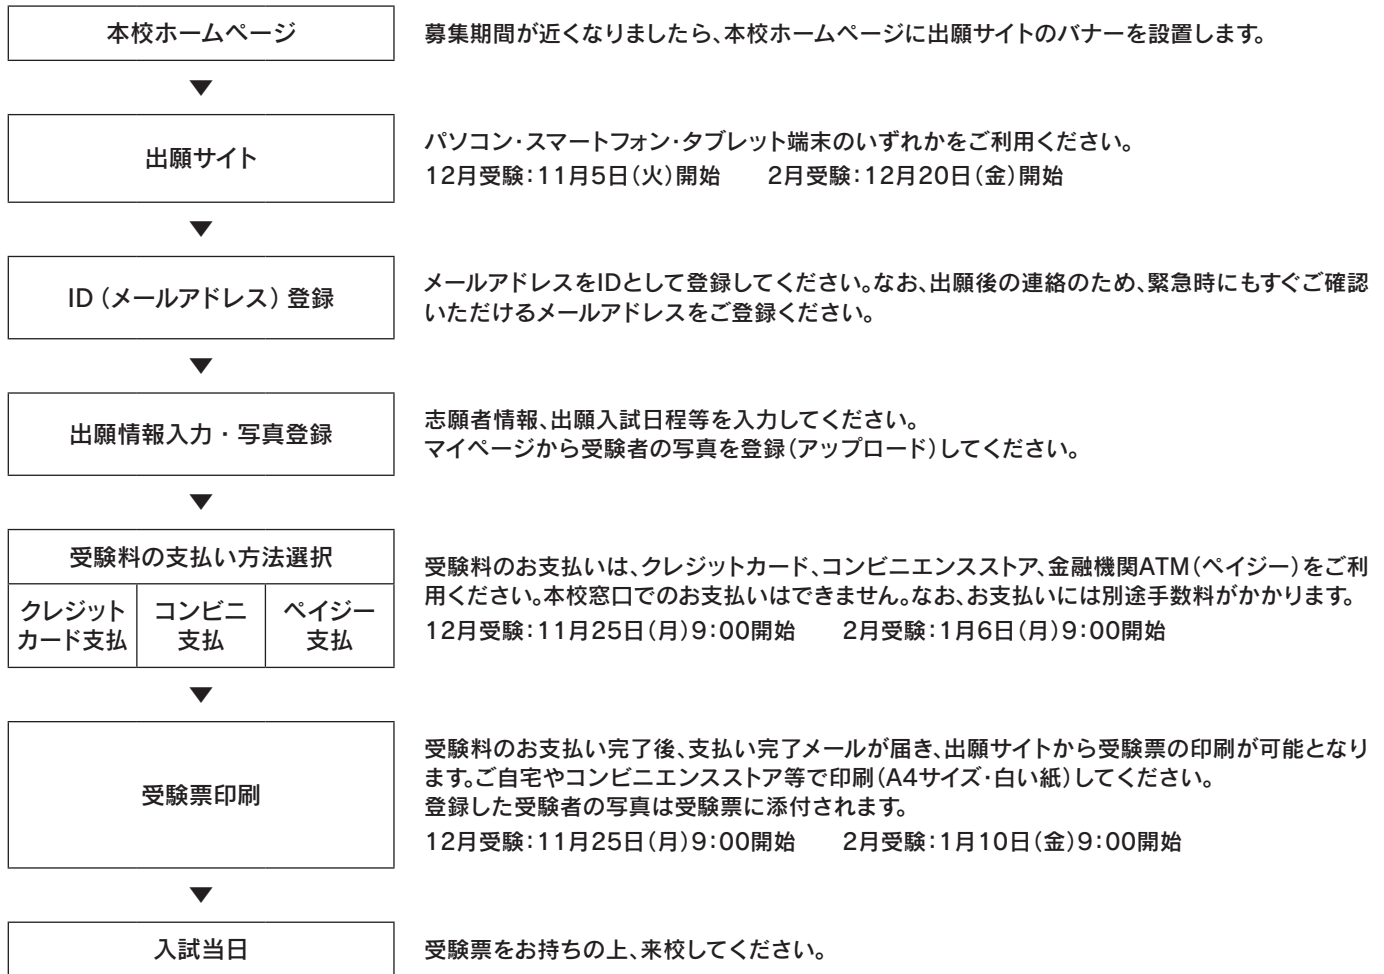 本校ホームページ
募集期間が近くなりましたら、本校ホームページに出願サイトのバナーを設置します。
▼
出願サイト
パソコン・スマートフォン・タブレット端末のいずれかをご利用ください。
12月受験：11月5日（火）開始　　2月受験：12月20日（金）開始
▼
ID（メールアドレス）登録
メールアドレスをIDとして登録してください。なお、出願後の連絡のため、緊急時にもすぐご確認
いただけるメールアドレスをご登録ください。
▼
出願情報入力・写真登録
志願者情報、出願入試日程等を入力してください。
マイページから受験者の写真を登録（アップロード）してください。
▼
受験料の支払い方法選択
クレジット
カード支払
コンビニ
支払
ペイジー
支払
受験料のお支払いは、クレジットカード、コンビニエンスストア、金融機関ATM（ペイジー）をご利
用ください。本校窓口でのお支払いはできません。なお、お支払いには別途手数料がかかります。
12月受験：11月25日（月）9：00開始　　2月受験：1月6日（月）9：00開始
▼
受験票印刷
受験料のお支払い完了後、支払い完了メールが届き、出願サイトから受験票の印刷が可能となり
ます。ご自宅やコンビニエンスストア等で印刷（A4サイズ・白い紙）してください。
登録した受験者の写真は受験票に添付されます。
12月受験：11月25日（月）9：00開始　　2月受験：1月10日（金）9：00開始
▼
入試当日
受験票をお持ちの上、来校してください。